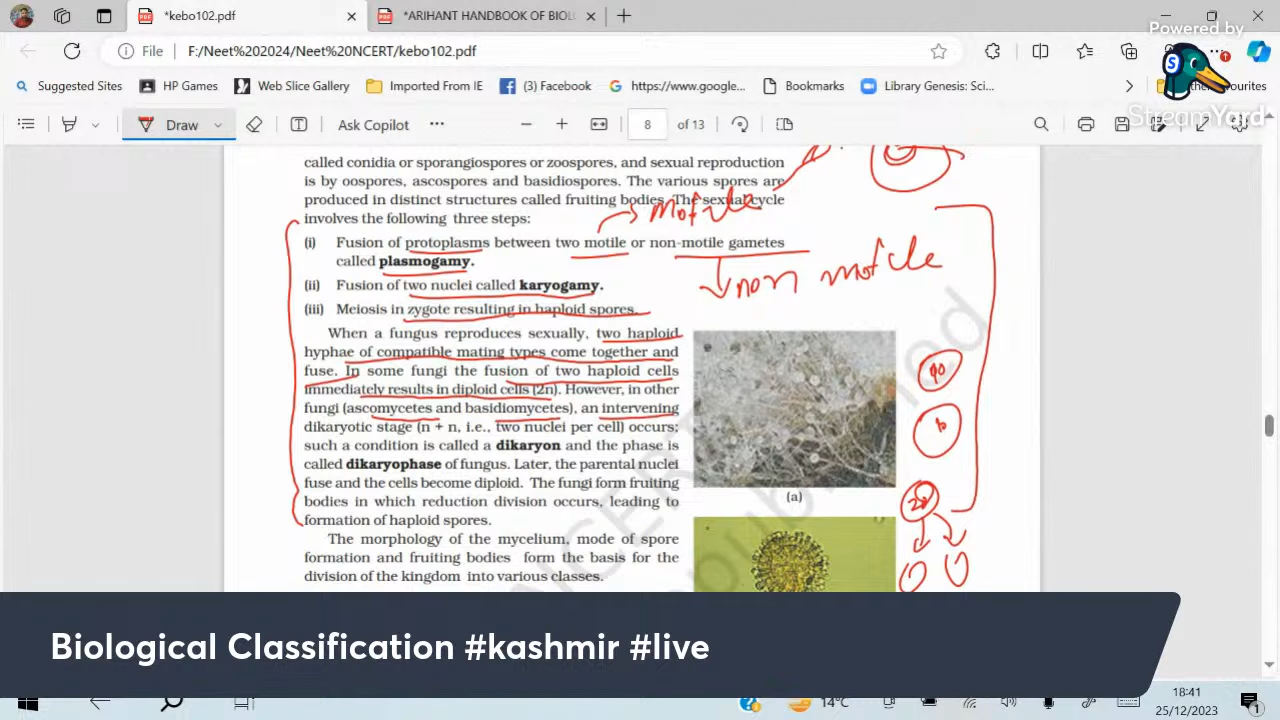 *kebo102.pdf
*ARIHANT HANDBOOK OF BIOL
Powered by
File
F:/Neet%202024/Neet%20NCERT/kebo102.pdf
Suggested Sites
HP Games
Web Slice Gallery
Imported From IE
(3) Facebook
https://www.google...
Bookmarks
Library Genesis: Sci...
StreamYard
Draw
Ask Copilot
8
of 13
called conidia or sporangiospores or zoospores, and sexual reproduction
is by oospores, ascospores and basidiospores. The various spores are
produced in distinct structures called fruiting bodies. The sexual cycle
involves the following three steps:
motile
(i) Fusion of protoplasms between two motile or non-motile gametes
called plasmogamy.
non motile
(ii) Fusion of two nuclei called karyogamy.
(iii) Meiosis in zygote resulting in haploid spores.
When a fungus reproduces sexually, two haploid
hyphae of compatible mating types come together and
fuse. In some fungi the fusion of two haploid cells
immediately results in diploid cells (2n). However, in other
fungi (ascomycetes and basidiomycetes), an intervening
dikaryotic stage (n + n, i.e., two nuclei per cell) occurs;
such a condition is called a dikaryon and the phase is
called dikaryophase of fungus. Later, the parental nuclei
fuse and the cells become diploid. The fungi form fruiting
bodies in which reduction division occurs, leading to
formation of haploid spores.
(a)
The morphology of the mycelium, mode of spore
formation and fruiting bodies form the basis for the
division of the kingdom into various classes.
Biological Classification #kashmir #live
14°C
18:41
25/12/2023